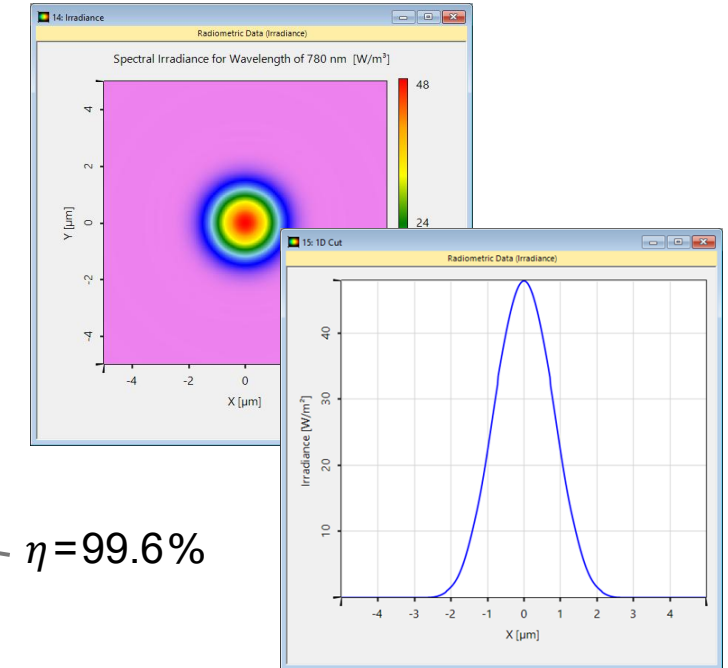 14: Irradiance
Radiometric Data (Irradiance)
Spectral Irradiance for Wavelength of 780 nm [W/m³]
48
24
4
2
0
-2
-4
Y [µm]
-4 -2 0
X [µm]
15: 1D Cut
Radiometric Data (Irradiance)
40
30
20
10
Irradiance [W/m²]
-4 -3 -2 -1 0 1 2 3 4
X [µm]
η=99.6%